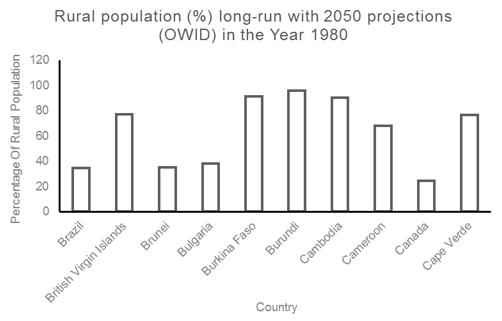 Rural population (%) long-run with 2050 projections
(OWID) in the Year 1980
Percentage Of Rural Population
120
100
80
60
40
20
0
Brazil
British Virgin Islands
Brunei
Bulgaria
Burkina Faso
Burundi
Cambodia
Cameroon
Canada
Cape Verde
Country